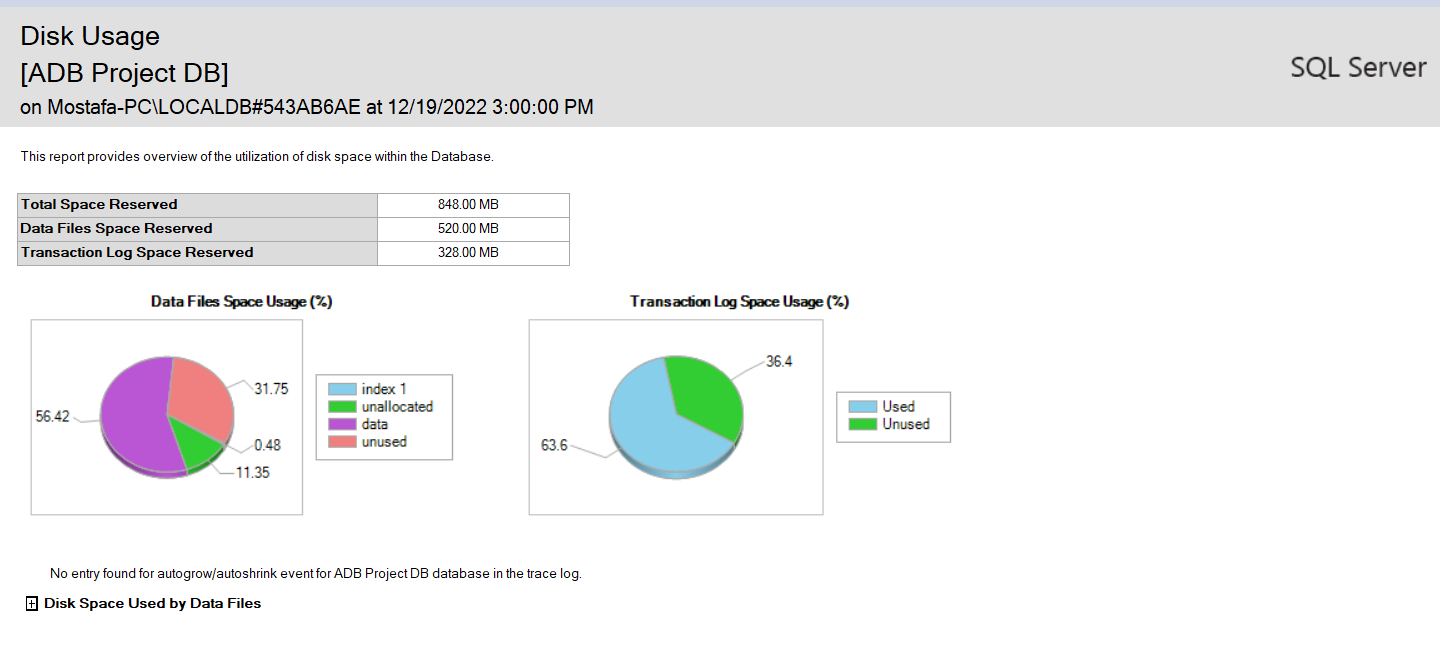 Disk Usage
[ADB Project DB]
SQL Server
on Mostafa-PC\LOCALDB#543AB6AE at 12/19/2022 3:00:00 PM
This report provides overview of the utilization of disk space within the Database.
Total Space Reserved 848.00 MB
Data Files Space Reserved 520.00 MB
Transaction Log Space Reserved 328.00 MB
Data Files Space Usage (%)
31.75
56.42
0.48
11.35
index 1
unallocated
data
unused
Transaction Log Space Usage (%)
36.4
63.6
Used
Unused
No entry found for autogrow/autoshrink event for ADB Project DB database in the trace log.
Disk Space Used by Data Files